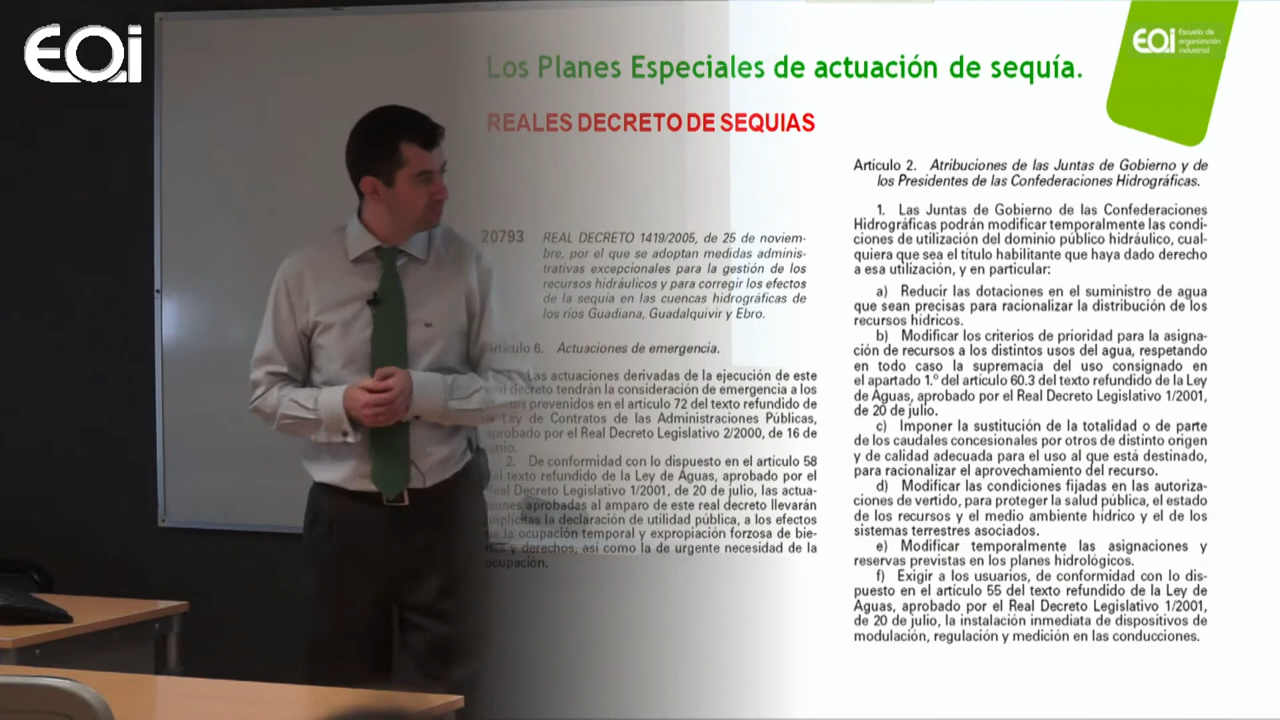 EOi
EOi Escuela de
organización
industrial
Los Planes Especiales de actuación de sequía.
REALES DECRETO DE SEQUIAS
20793 REAL DECRETO 1419/2005, de 25 de noviem-
bre, por el que se adoptan medidas adminis-
trativas excepcionales para la gestión de los
recursos hidráulicos y para corregir los efectos
de la sequía en las cuencas hidrográficas de
los ríos Guadiana, Guadalquivir y Ebro.
Artículo 6. Actuaciones de emergencia.
1. Las actuaciones derivadas de la ejecución de este
real decreto tendrán la consideración de emergencia a los
efectos prevenidos en el artículo 72 del texto refundido de
la Ley de Contratos de las Administraciones Públicas,
aprobado por el Real Decreto Legislativo 2/2000, de 16 de
junio.
2. De conformidad con lo dispuesto en el artículo 58
del texto refundido de la Ley de Aguas, aprobado por el
Real Decreto Legislativo 1/2001, de 20 de julio, las actua-
ciones aprobadas al amparo de este real decreto llevarán
implícitas la declaración de utilidad pública, a los efectos
de la ocupación temporal y expropiación forzosa de bie-
nes y derechos, así como la de urgente necesidad de la
ocupación.
Artículo 2. Atribuciones de las Juntas de Gobierno y de
los Presidentes de las Confederaciones Hidrográficas.
1. Las Juntas de Gobierno de las Confederaciones
Hidrográficas podrán modificar temporalmente las condi-
ciones de utilización del dominio público hidráulico, cual-
quiera que sea el título habilitante que haya dado derecho
a esa utilización, y en particular:
a) Reducir las dotaciones en el suministro de agua
que sean precisas para racionalizar la distribución de los
recursos hídricos.
b) Modificar los criterios de prioridad para la asigna-
ción de recursos a los distintos usos del agua, respetando
en todo caso la supremacía del uso consignado en
el apartado 1.º del artículo 60.3 del texto refundido de la Ley
de Aguas, aprobado por el Real Decreto Legislativo 1/2001,
de 20 de julio.
c) Imponer la sustitución de la totalidad o de parte
de los caudales concesionales por otros de distinto origen
y de calidad adecuada para el uso al que está destinado,
para racionalizar el aprovechamiento del recurso.
d) Modificar las condiciones fijadas en las autoriza-
ciones de vertido, para proteger la salud pública, el estado
de los recursos y el medio ambiente hídrico y el de los
sistemas terrestres asociados.
e) Modificar temporalmente las asignaciones y
reservas previstas en los planes hidrológicos.
f) Exigir a los usuarios, de conformidad con lo dis-
puesto en el artículo 55 del texto refundido de la Ley de
Aguas, aprobado por el Real Decreto Legislativo 1/2001,
de 20 de julio, la instalación inmediata de dispositivos de
modulación, regulación y medición en las conducciones.